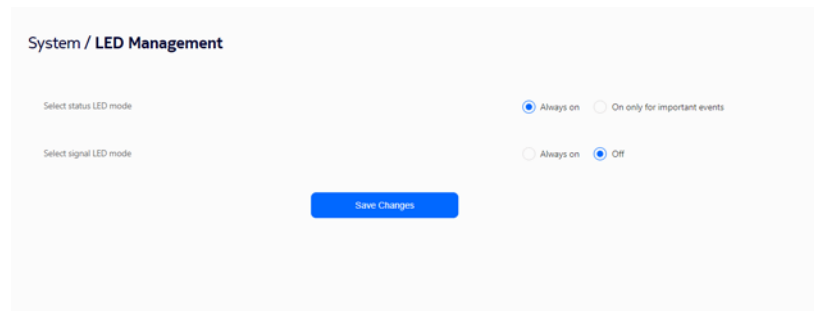 System / LED Management
Select status LED mode Always on On only for important events
Select signal LED mode Always on Off
Save Changes